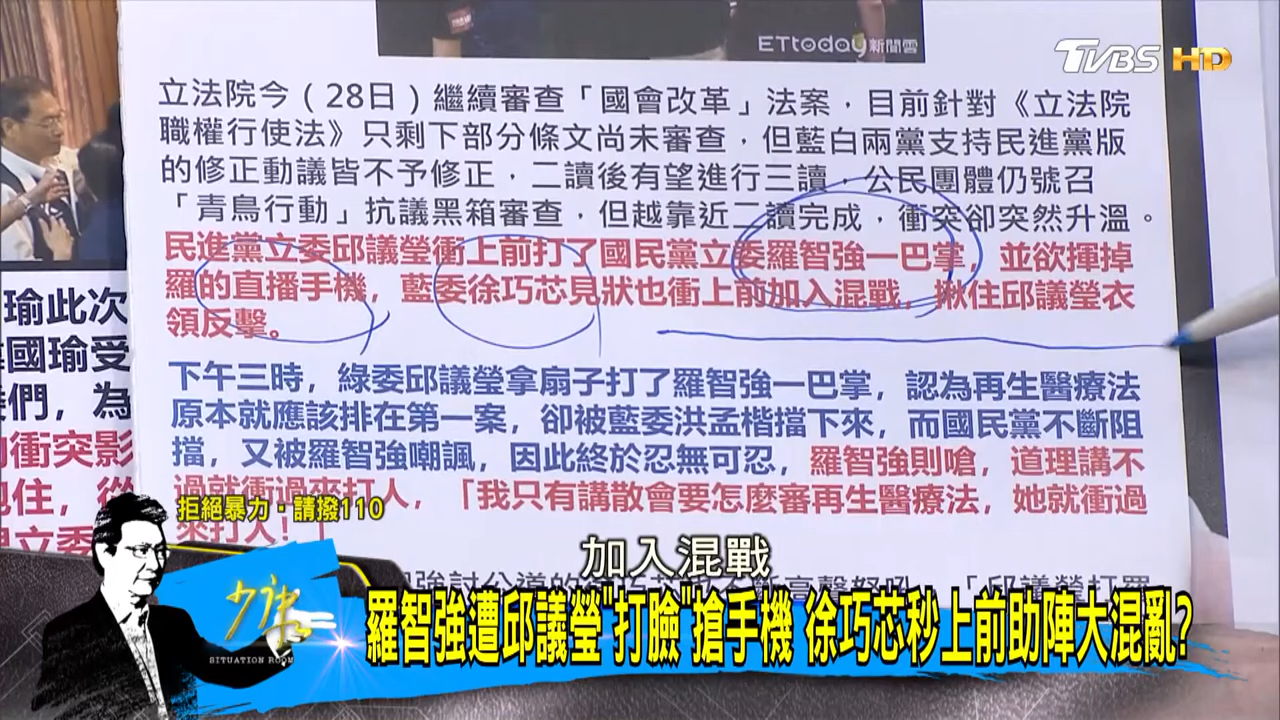 ETtoday新聞雲
TVBS HD
立法院今（28日）繼續審查「國會改革」法案，目前針對《立法院
職權行使法》只剩下部分條文尚未審查，但藍白兩黨支持民進黨版
的修正動議皆不予修正，二讀後有望進行三讀，公民團體仍號召
「青鳥行動」抗議黑箱審查，但越靠近二讀完成，衝突卻突然升溫。
民進黨立委邱議瑩衝上前打了國民黨立委羅智強一巴掌，並欲揮掉
羅的直播手機，藍委徐巧芯見狀也衝上前加入混戰，揪住邱議瑩衣
領反擊。
瑜此次
國瑜受
們，為
衝突影
住，從
立委
下午三時，綠委邱議瑩拿扇子打了羅智強一巴掌，認為再生醫療法
原本就應該排在第一案，卻被藍委洪孟楷擋下來，而國民黨不斷阻
擋，又被羅智強嘲諷，因此終於忍無可忍，羅智強則嗆，道理講不
過就衝過來打人，「我只有講散會要怎麼審再生醫療法，她就衝過
來打人！」
拒絕暴力·請撥110
加入混戰
少康
SITUATION ROOM
羅智強遭邱議瑩"打臉"搶手機 徐巧芯秒上前助陣大混亂?